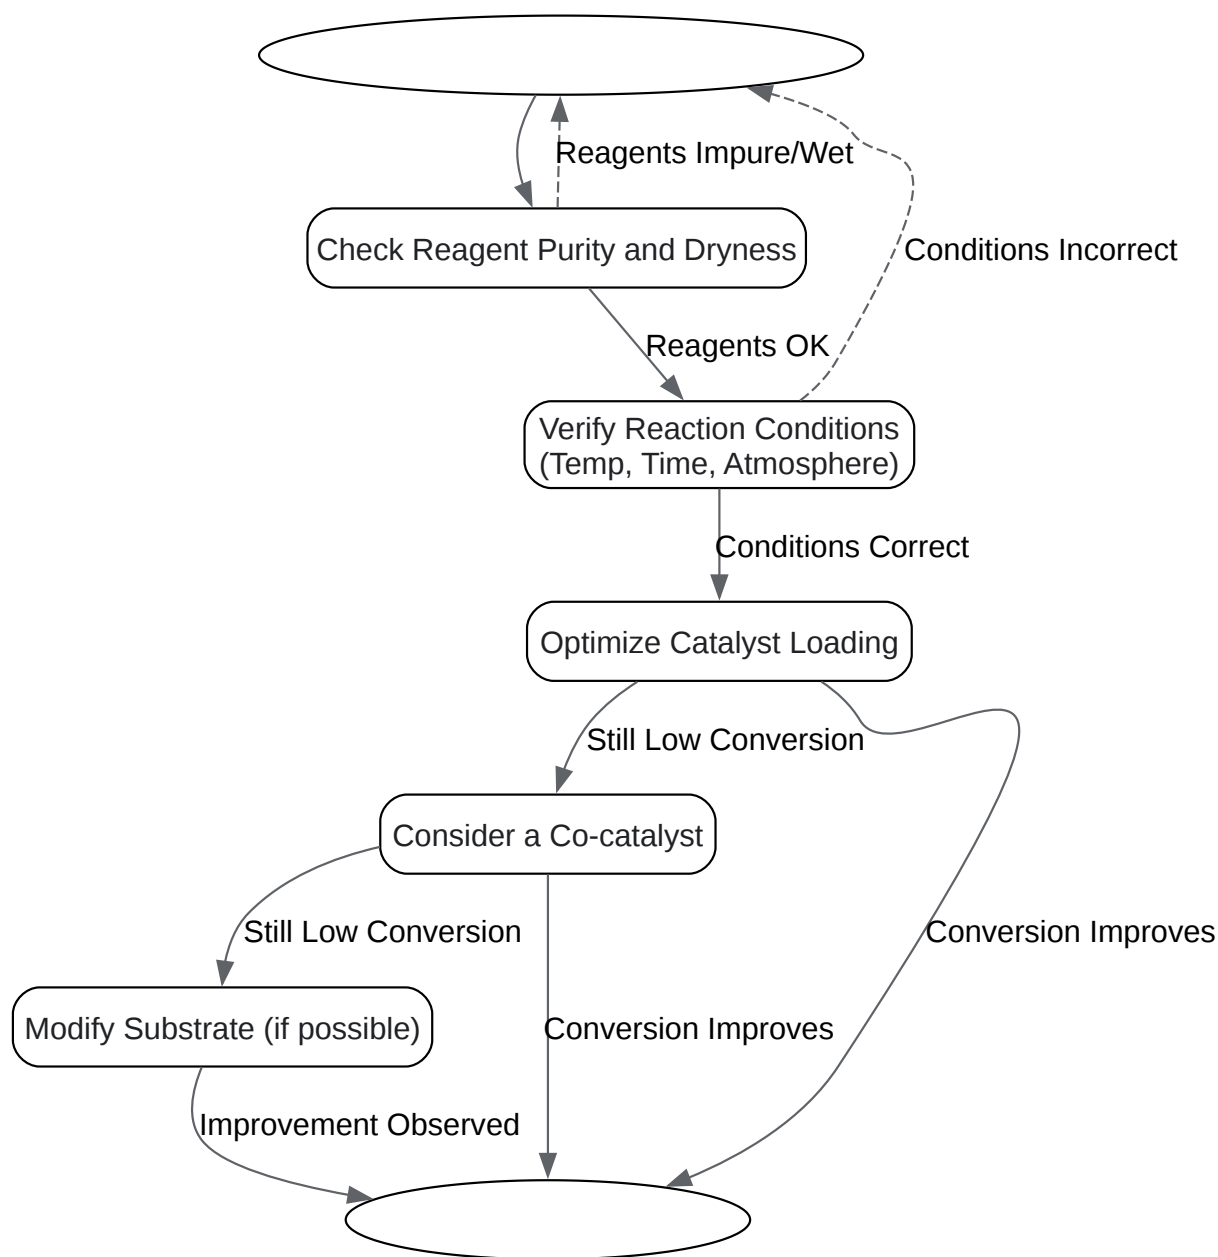 Reagents Impure/Wet
Check Reagent Purity and Dryness
Conditions Incorrect
Reagents OK
Verify Reaction Conditions
(Temp, Time, Atmosphere)
Conditions Correct
Optimize Catalyst Loading
Still Low Conversion
Consider a Co-catalyst
Still Low Conversion
Conversion Improves
Modify Substrate (if possible)
Conversion Improves
Improvement Observed